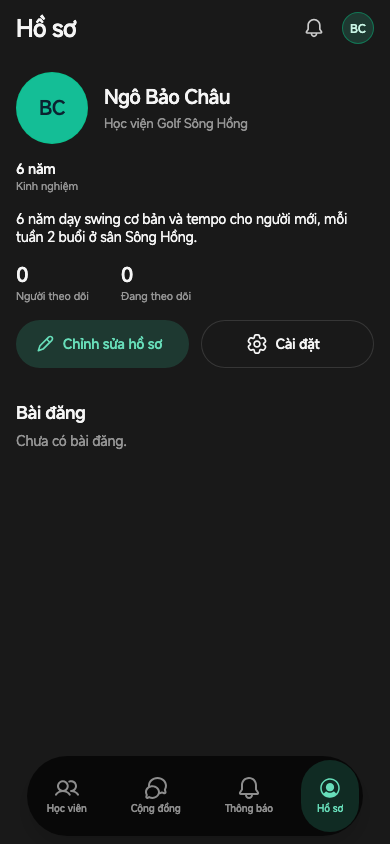 Hồ sơ
BC
BC
Ngô Bảo Châu
Học viện Golf Sông Hồng
6 năm
Kinh nghiệm
6 năm dạy swing cơ bản và tempo cho người mới, mỗi
tuần 2 buổi ở sân Sông Hồng.
0 0
Người theo dõi Đang theo dõi
Chỉnh sửa hồ sơ Cài đặt
Bài đăng
Chưa có bài đăng.
Học viên Cộng đồng Thông báo Hồ sơ